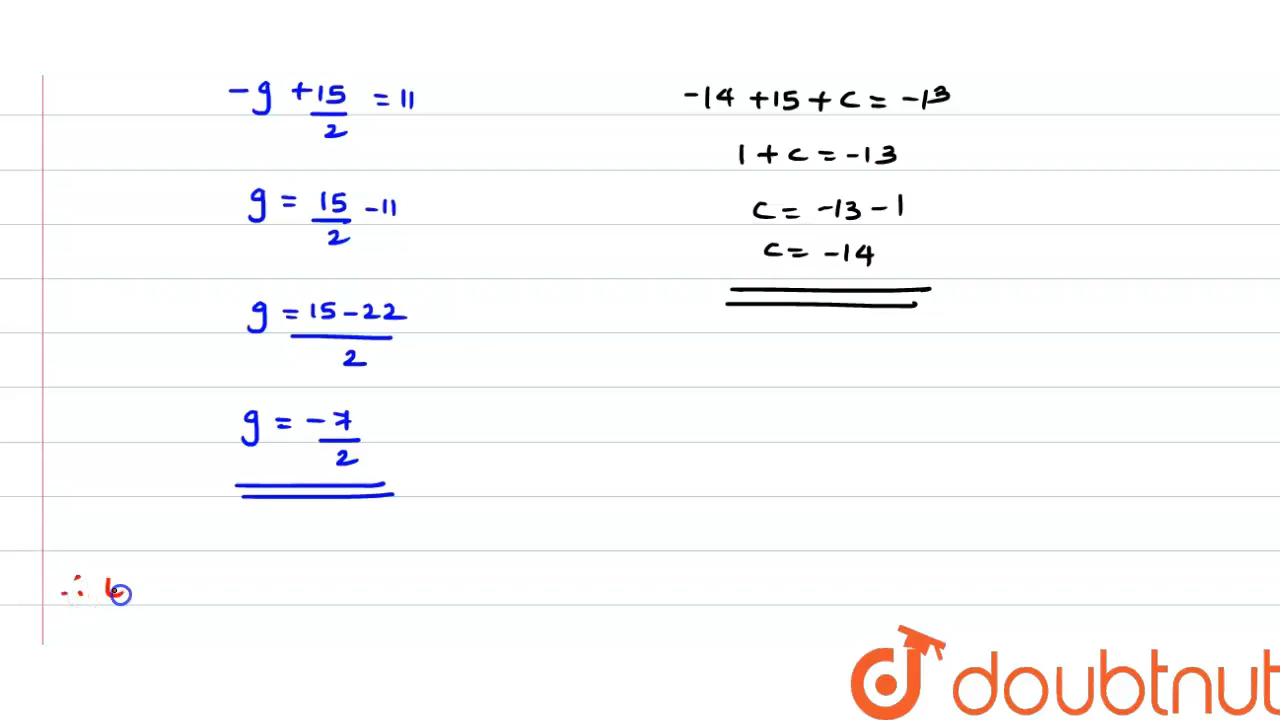 -g + 15/2 = 11
g = 15/2 - 11
g = 15 - 22/2
g = -7/2
-14 + 15 + c = -13
1 + c = -13
c = -13 - 1
c = -14
∴
doubtnut